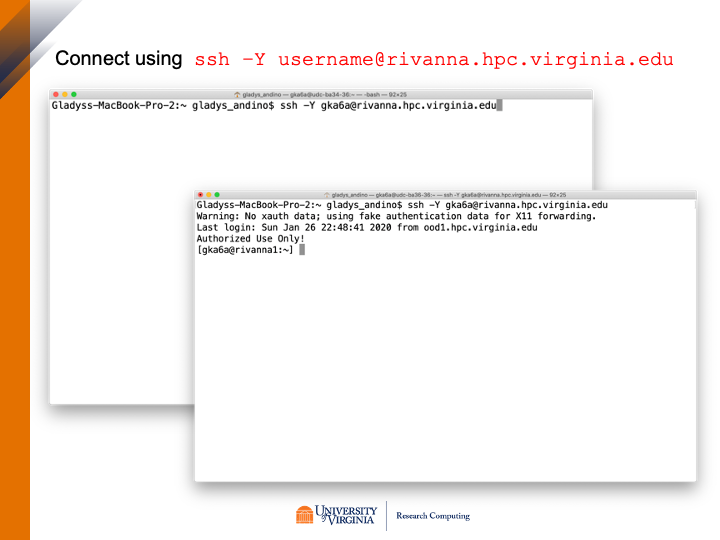 Connect using ssh –Y username@rivanna.hpc.virginia.edu
gladys_andino — gka6a@udc-ba34-36:~ — -bash — 92×25
Gladyss-MacBook-Pro-2:~ gladys_andino$ ssh -Y gka6a@rivanna.hpc.virginia.edu
gladys_andino — gka6a@udc-ba36-36:~ — ssh -Y gka6a@rivanna.hpc.virginia.edu — 92×25
Gladyss-MacBook-Pro-2:~ gladys_andino$ ssh -Y gka6a@rivanna.hpc.virginia.edu
Warning: No xauth data; using fake authentication data for X11 forwarding.
Last login: Sun Jan 26 22:48:41 2020 from ood1.hpc.virginia.edu
Authorized Use Only!
[gka6a@rivanna1:~]
UNIVERSITY
of VIRGINIA
Research Computing